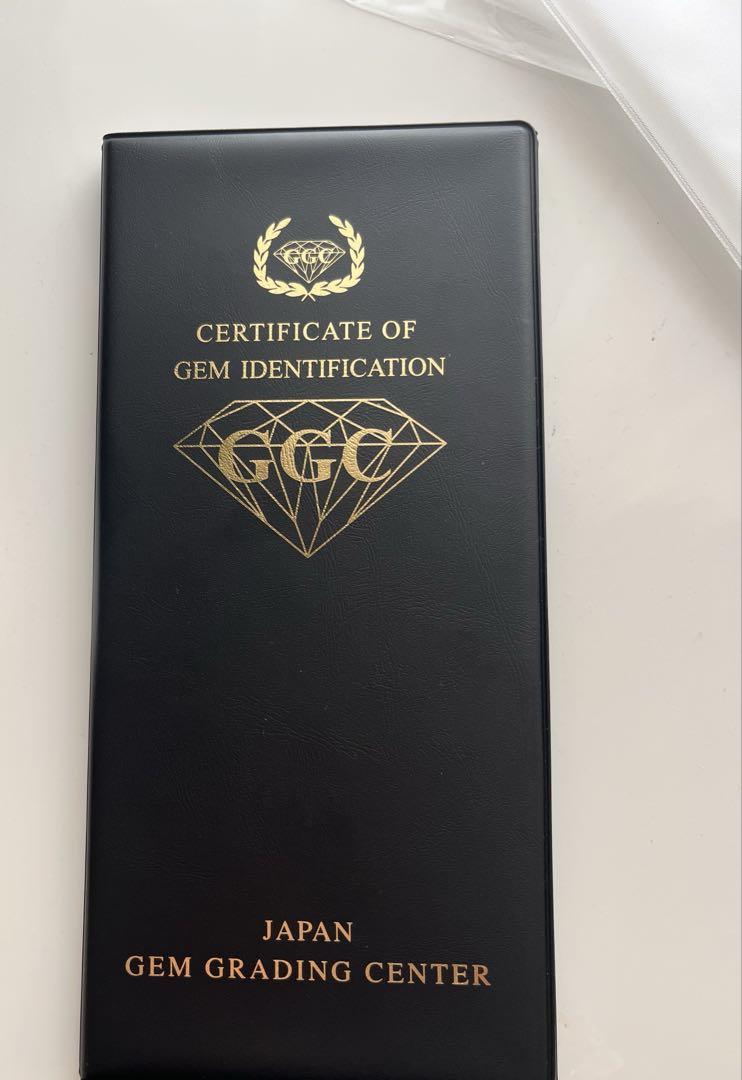 GGC
CERTIFICATE OF
GEM IDENTIFICATION
GGC
JAPAN
GEM GRADING CENTER